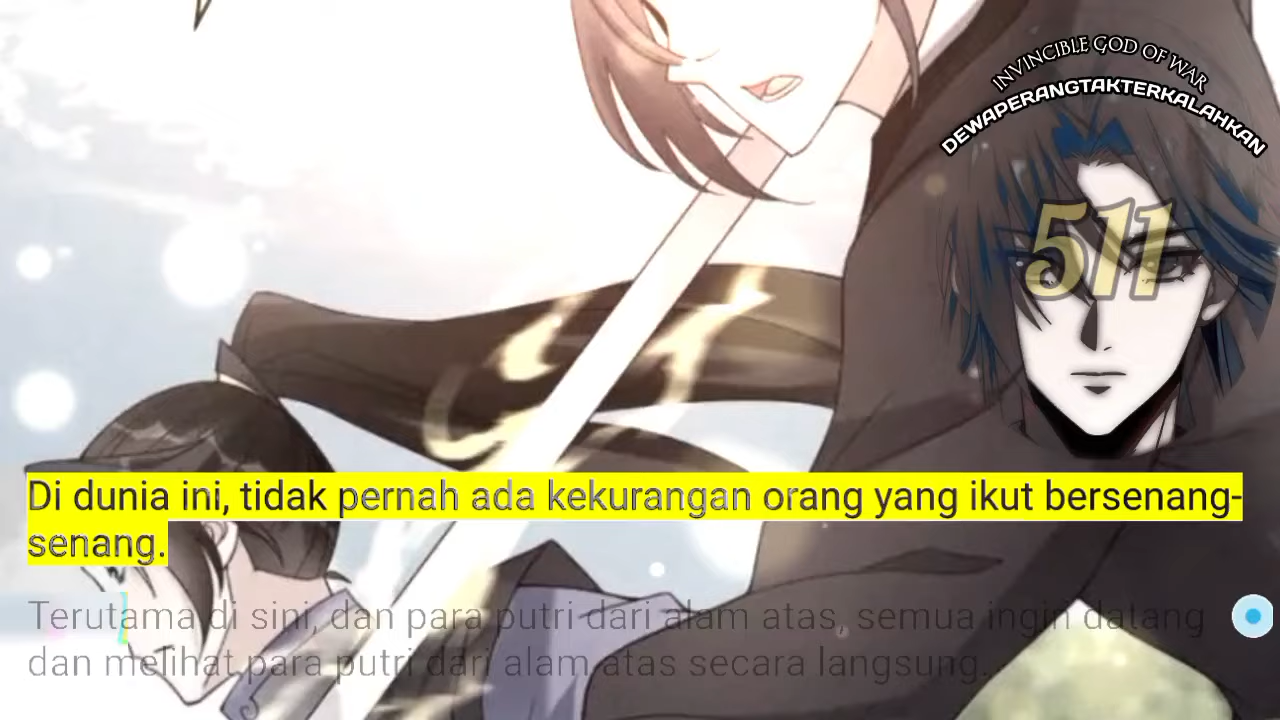 INVINCIBLE GOD OF WAR
DEWAPERANGTAKTERKALAHKAN
511
Di dunia ini, tidak pernah ada kekurangan orang yang ikut bersenang-
senang.
Terutama di sini, dan para putri dari alam atas, semua ingin datang
dan melihat para putri dari alam atas secara langsung.